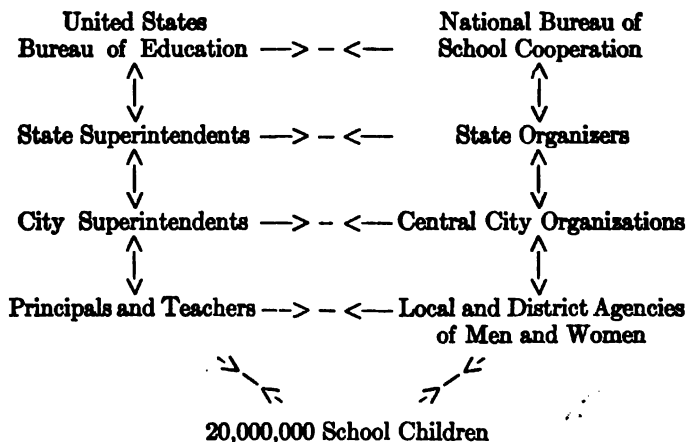 United States
Bureau of Education
National Bureau of
School Cooperation
State Superintendents
State Organizers
City Superintendents
Central City Organizations
Principals and Teachers
Local and District Agencies
of Men and Women
20,000,000 School Children